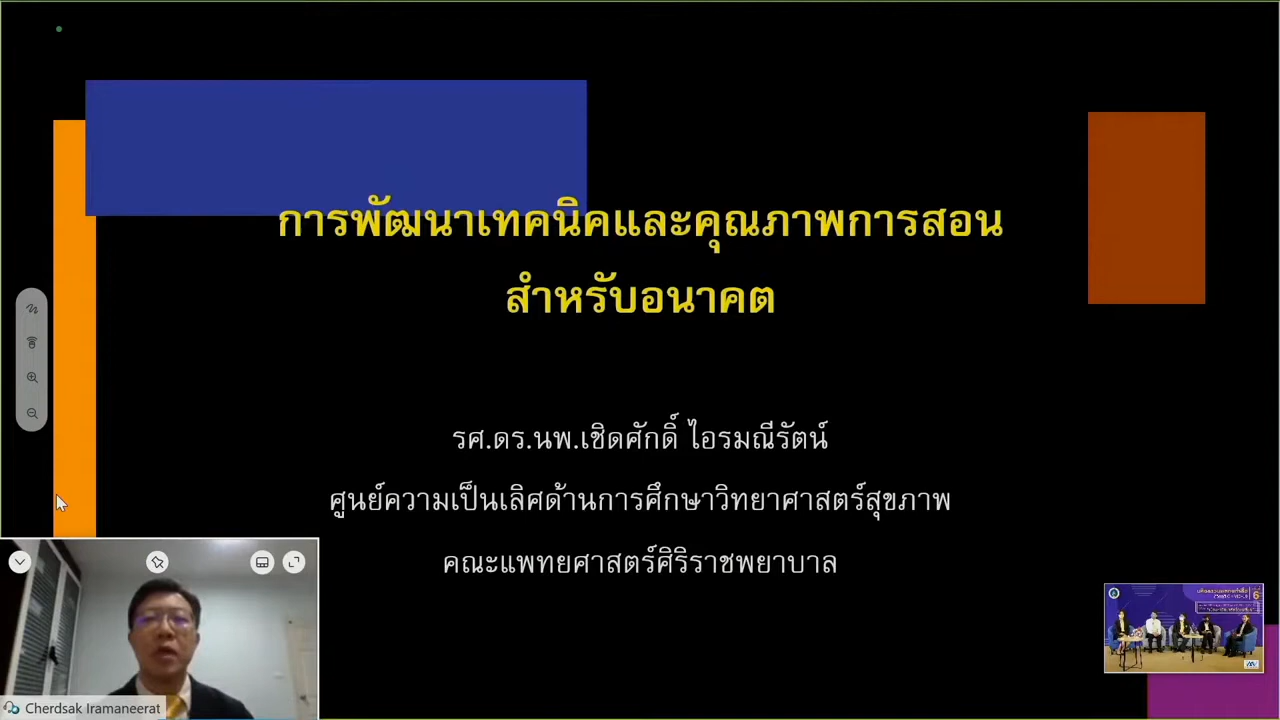 การพัฒนาเทคนิคและคุณภาพการสอน
สำหรับอนาคต
รศ.ดร.นพ.เชิดศักดิ์ ไอรมณีรัตน์
ศูนย์ความเป็นเลิศด้านการศึกษาวิทยาศาสตร์สุขภาพ
คณะแพทยศาสตร์ศิริราชพยาบาล
Cherdsak Iramaneerat